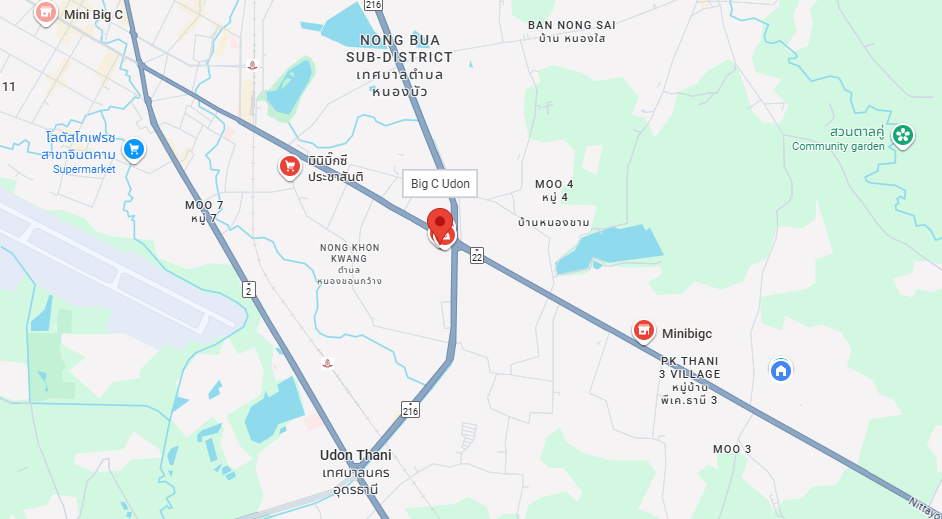 216
Mini Big C
BAN NONG SAI
บ้าน หนองใส
NONG BUA
SUB-DISTRICT
เทศบาลตำบล
หนองบัว
11
โลตัสโกเฟรช
สาขาจินตคาม
Supermarket
สวนตาลคู่
Community garden
มินิบิ๊กซี
ประชาสันติ
Big C Udon
MOO 4
หมู่ 4
MOO 7
หมู่ 7
บ้านหนองขาม
NONG KHON
KWANG
ตำบล
หนองขอนกว้าง
22
2
Minibigc
PK THANI
3 VILLAGE
หมู่บ้าน
พีเค.ธานี 3
216
MOO 3
Udon Thani
เทศบาลนคร
อุดรธานี
Nittayo